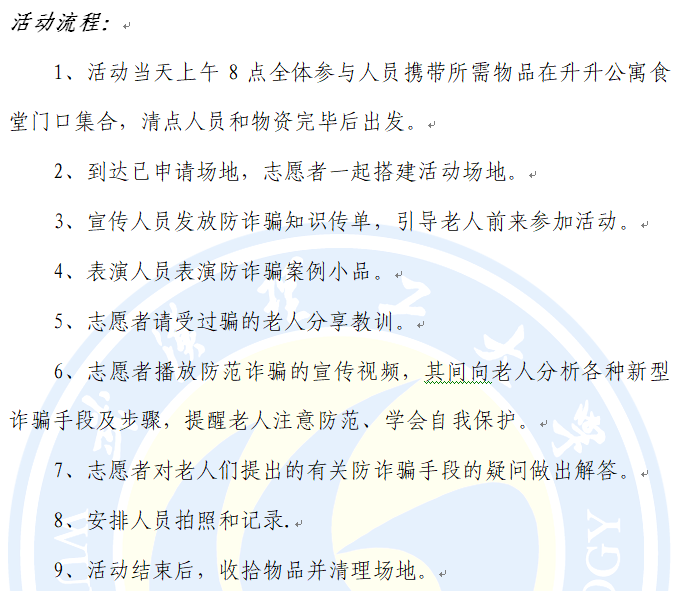 活动流程：
1、活动当天上午 8 点全体参与人员携带所需物品在升升公寓食
堂门口集合，清点人员和物资完毕后出发。
2、到达已申请场地，志愿者一起搭建活动场地。
3、宣传人员发放防诈骗知识传单，引导老人前来参加活动。
4、表演人员表演防诈骗案例小品。
5、志愿者请受过骗的老人分享教训。
6、志愿者播放防范诈骗的宣传视频，其间向老人分析各种新型
诈骗手段及步骤，提醒老人注意防范、学会自我保护。
7、志愿者对老人们提出的有关防诈骗手段的疑问做出解答。
8、安排人员拍照和记录.
9、活动结束后，收拾物品并清理场地。